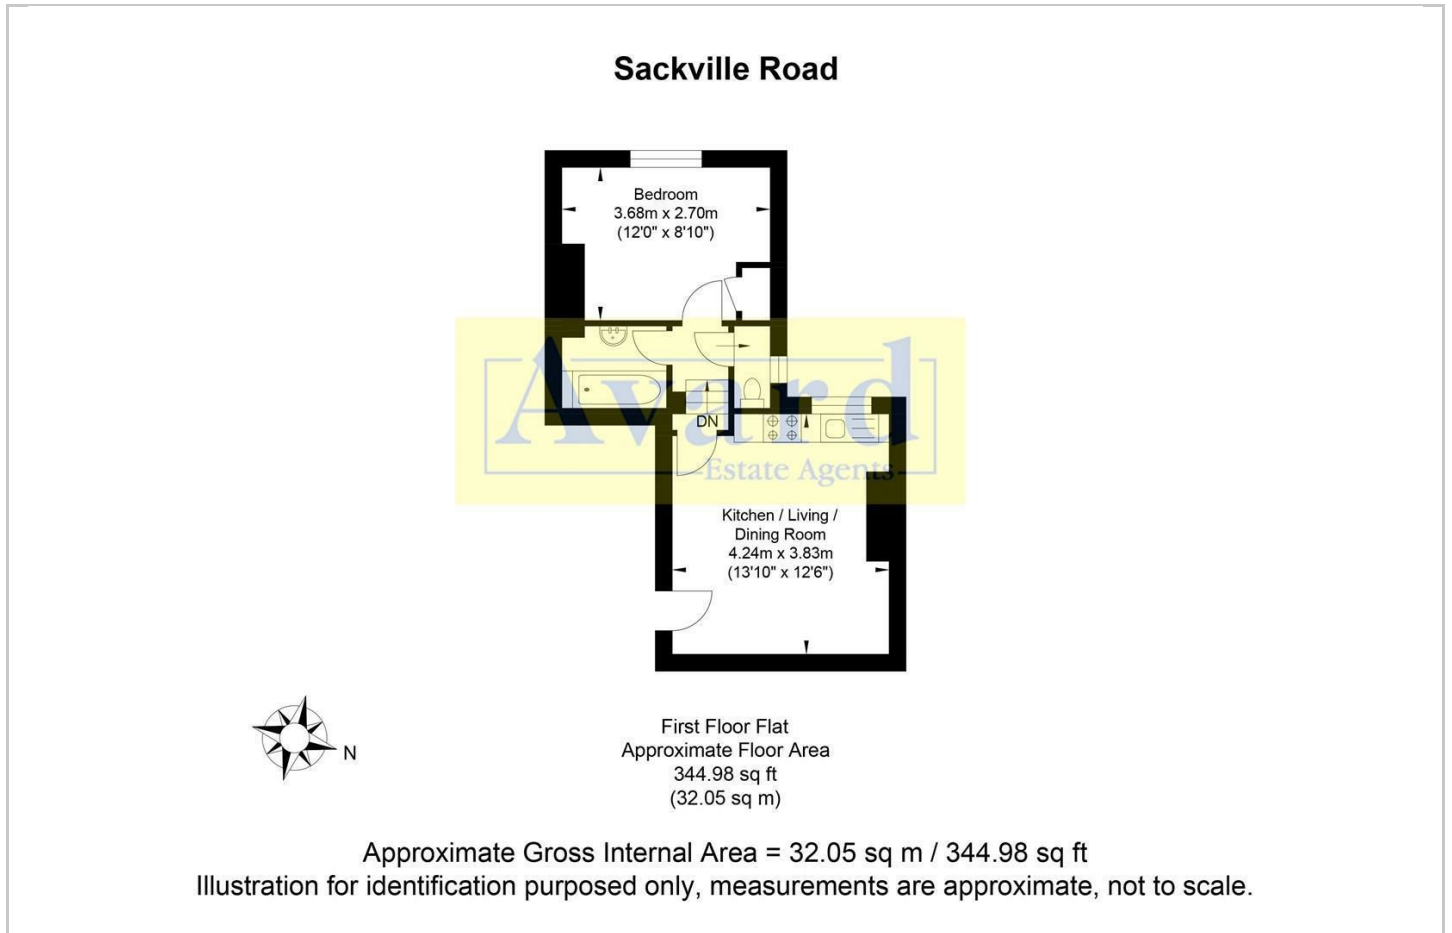 Sackville Road
Bedroom
3.68m x 2.70m
(12'0" x 8'10")
Avard
DN
Estate Agents
Kitchen / Living /
Dining Room
4.24m x 3.83m
(13'10" x 12'6")
N
First Floor Flat
Approximate Floor Area
344.98 sq ft
(32.05 sq m)
Approximate Gross Internal Area = 32.05 sq m / 344.98 sq ft
Illustration for identification purposed only, measurements are approximate, not to scale.